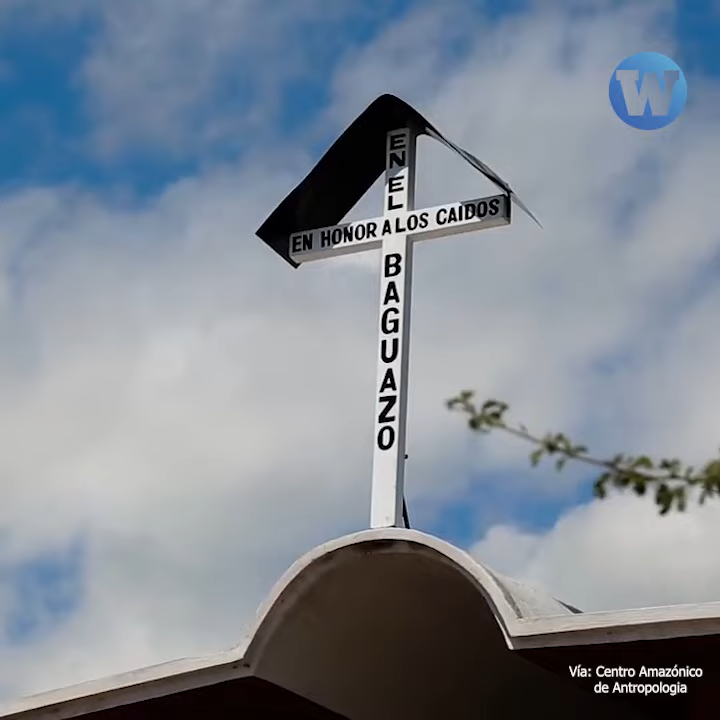 W
EN HONOR A LOS CAIDOS
EN EL
BAGUAZO
Vía: Centro Amazónico
de Antropologia